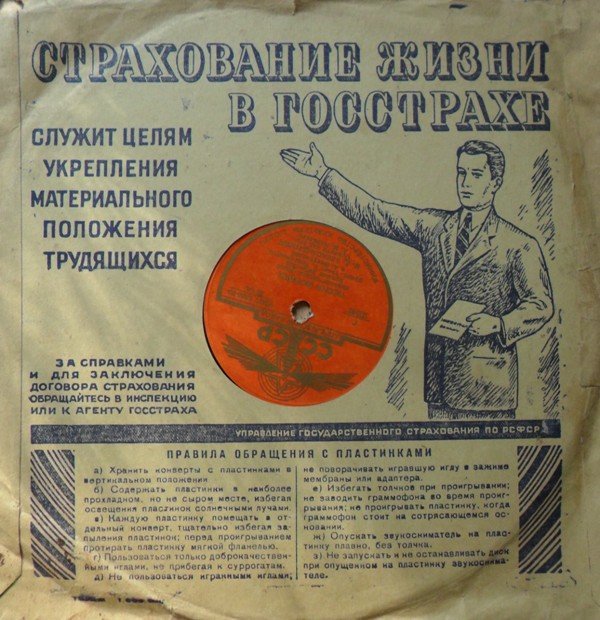 СТРАХОВАНИЕ ЖИЗНИ
В ГОССТРАХЕ
СЛУЖИТ ЦЕЛЯМ
УКРЕПЛЕНИЯ
МАТЕРИАЛЬНОГО
ПОЛОЖЕНИЯ
ТРУДЯЩИХСЯ
СССР
ЗА СПРАВКАМИ
И ДЛЯ ЗАКЛЮЧЕНИЯ
ДОГОВОРА СТРАХОВАНИЯ
ОБРАЩАЙТЕСЬ В ИНСПЕКЦИЮ
ИЛИ К АГЕНТУ ГОССТРАХА
УПРАВЛЕНИЕ ГОСУДАРСТВЕННОГО СТРАХОВАНИЯ ПО РСФСР
ПРАВИЛА ОБРАЩЕНИЯ С ПЛАСТИНКАМИ
а) Хранить конверты с пластинками в
вертикальном положении
б) Содержать пластинки в наиболее
прохладном, но не сыром месте, избегая
освещения пластинок солнечными лучами.
в) Каждую пластинку помещать в от-
дельный конверт, тщательно избегая за-
пыления пластинок; перед проигрыванием
протирать пластинку мягкой фланелью.
г) Пользоваться только доброкачествен-
ными иглами, не прибегая к суррогатам.
д) Не пользоваться игранными иглами;
не поворачивать игравшую иглу в зажиме
мембраны или адаптера.
е) Избегать толчков при проигрывании;
не заводить граммофона во время проиг-
рывания; не проигрывать пластинку, когда
граммофон стоит на сотрясающемся ос-
новании.
ж) Опускать звукосниматель на плас-
тинку плавно, без толчка.
з) Не запускать и не останавливать диск
при опущенном на пластинку звукоснима-
теле.